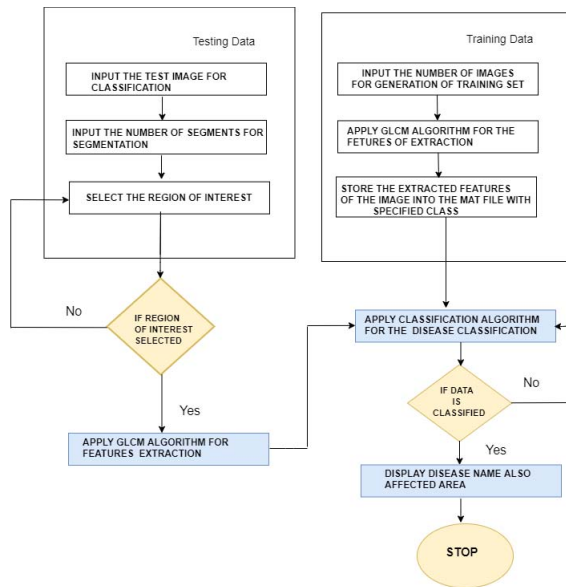 Testing Data
INPUT THE TEST IMAGE FOR
CLASSIFICATION
INPUT THE NUMBER OF SEGMENTS FOR
SEGMENTATION
SELECT THE REGION OF INTEREST
No
IF REGION
OF INTEREST
SELECTED
Yes
APPLY GLCM ALGORITHM FOR
FEATURES EXTRACTION
Training Data
INPUT THE NUMBER OF IMAGES
FOR GENERATION OF TRAINING SET
APPLY GLCM ALGORITHM FOR THE
FETURES OF EXTRACTION
STORE THE EXTRACTED FEATURES
OF THE IMAGE INTO THE MAT FILE WITH
SPECIFIED CLASS
APPLY CLASSIFICATION ALGORITHM
FOR THE DISEASE CLASSIFICATION
IF DATA
IS
CLASSIFIED
No
Yes
DISPLAY DISEASE NAME ALSO
AFFECTED AREA
STOP